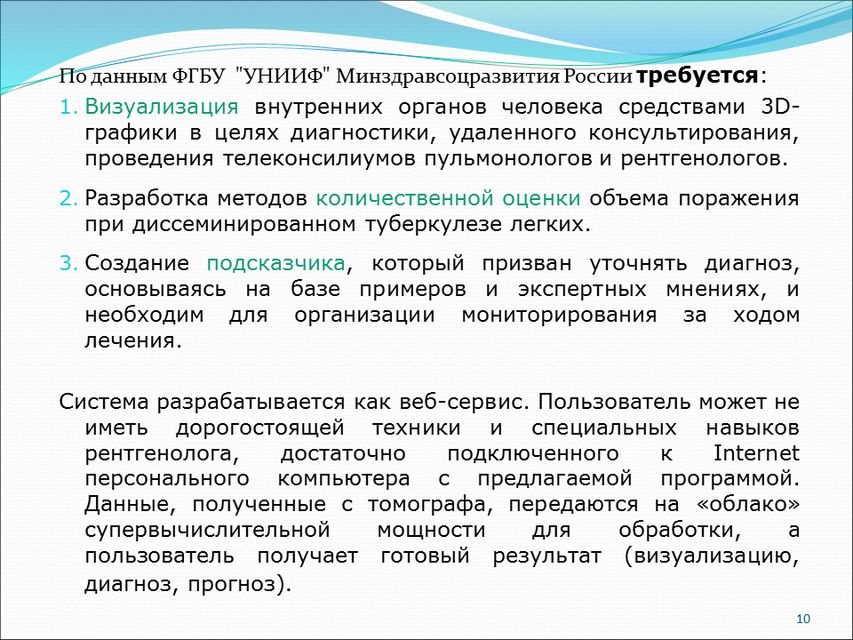 По данным ФГБУ "УНИИФ" Минздравсоцразвития России требуется:
1. Визуализация внутренних органов человека средствами 3D-
графики в целях диагностики, удаленного консультирования,
проведения телеконсилиумов пульмонологов и рентгенологов.
2. Разработка методов количественной оценки объема поражения
при диссеминированном туберкулезе легких.
3. Создание подсказчика, который призван уточнять диагноз,
основываясь на базе примеров и экспертных мнениях, и
необходим для организации мониторирования за ходом
лечения.
Система разрабатывается как веб-сервис. Пользователь может не
иметь дорогостоящей техники и специальных навыков
рентгенолога, достаточно подключенного к Internet
персонального компьютера с предлагаемой программой.
Данные, полученные с томографа, передаются на «облако»
супервычислительной мощности для обработки, а
пользователь получает готовый результат (визуализацию,
диагноз, прогноз).
10